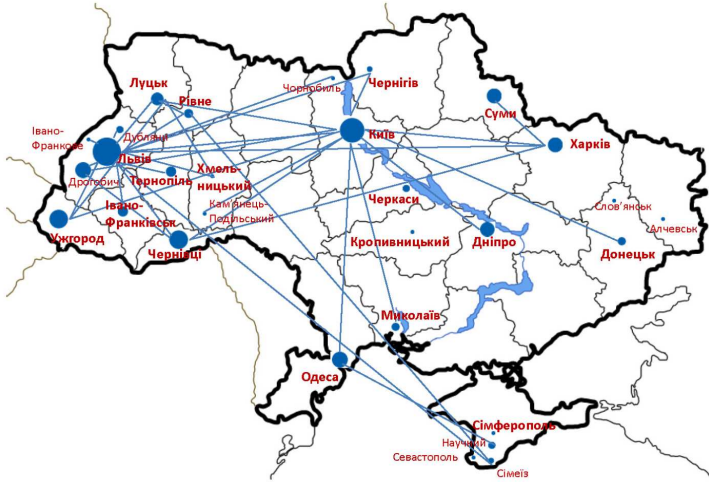 Чорнобиль
Чернігів
Луцьк
Рівне
Суми
Івано-
Франкове
Дубляни
Київ
Харків
Львів
Дрогобич
Тернопіль
Хмель-
ницький
Черкаси
Слов'янськ
Івано-
Франківськ
Кам'янець-
Подільський
Алчевськ
Ужгород
Чернівці
Кропивницький
Дніпро
Донецьк
Миколаїв
Одеса
Сімферополь
Научний
Севастополь
Сімеїз